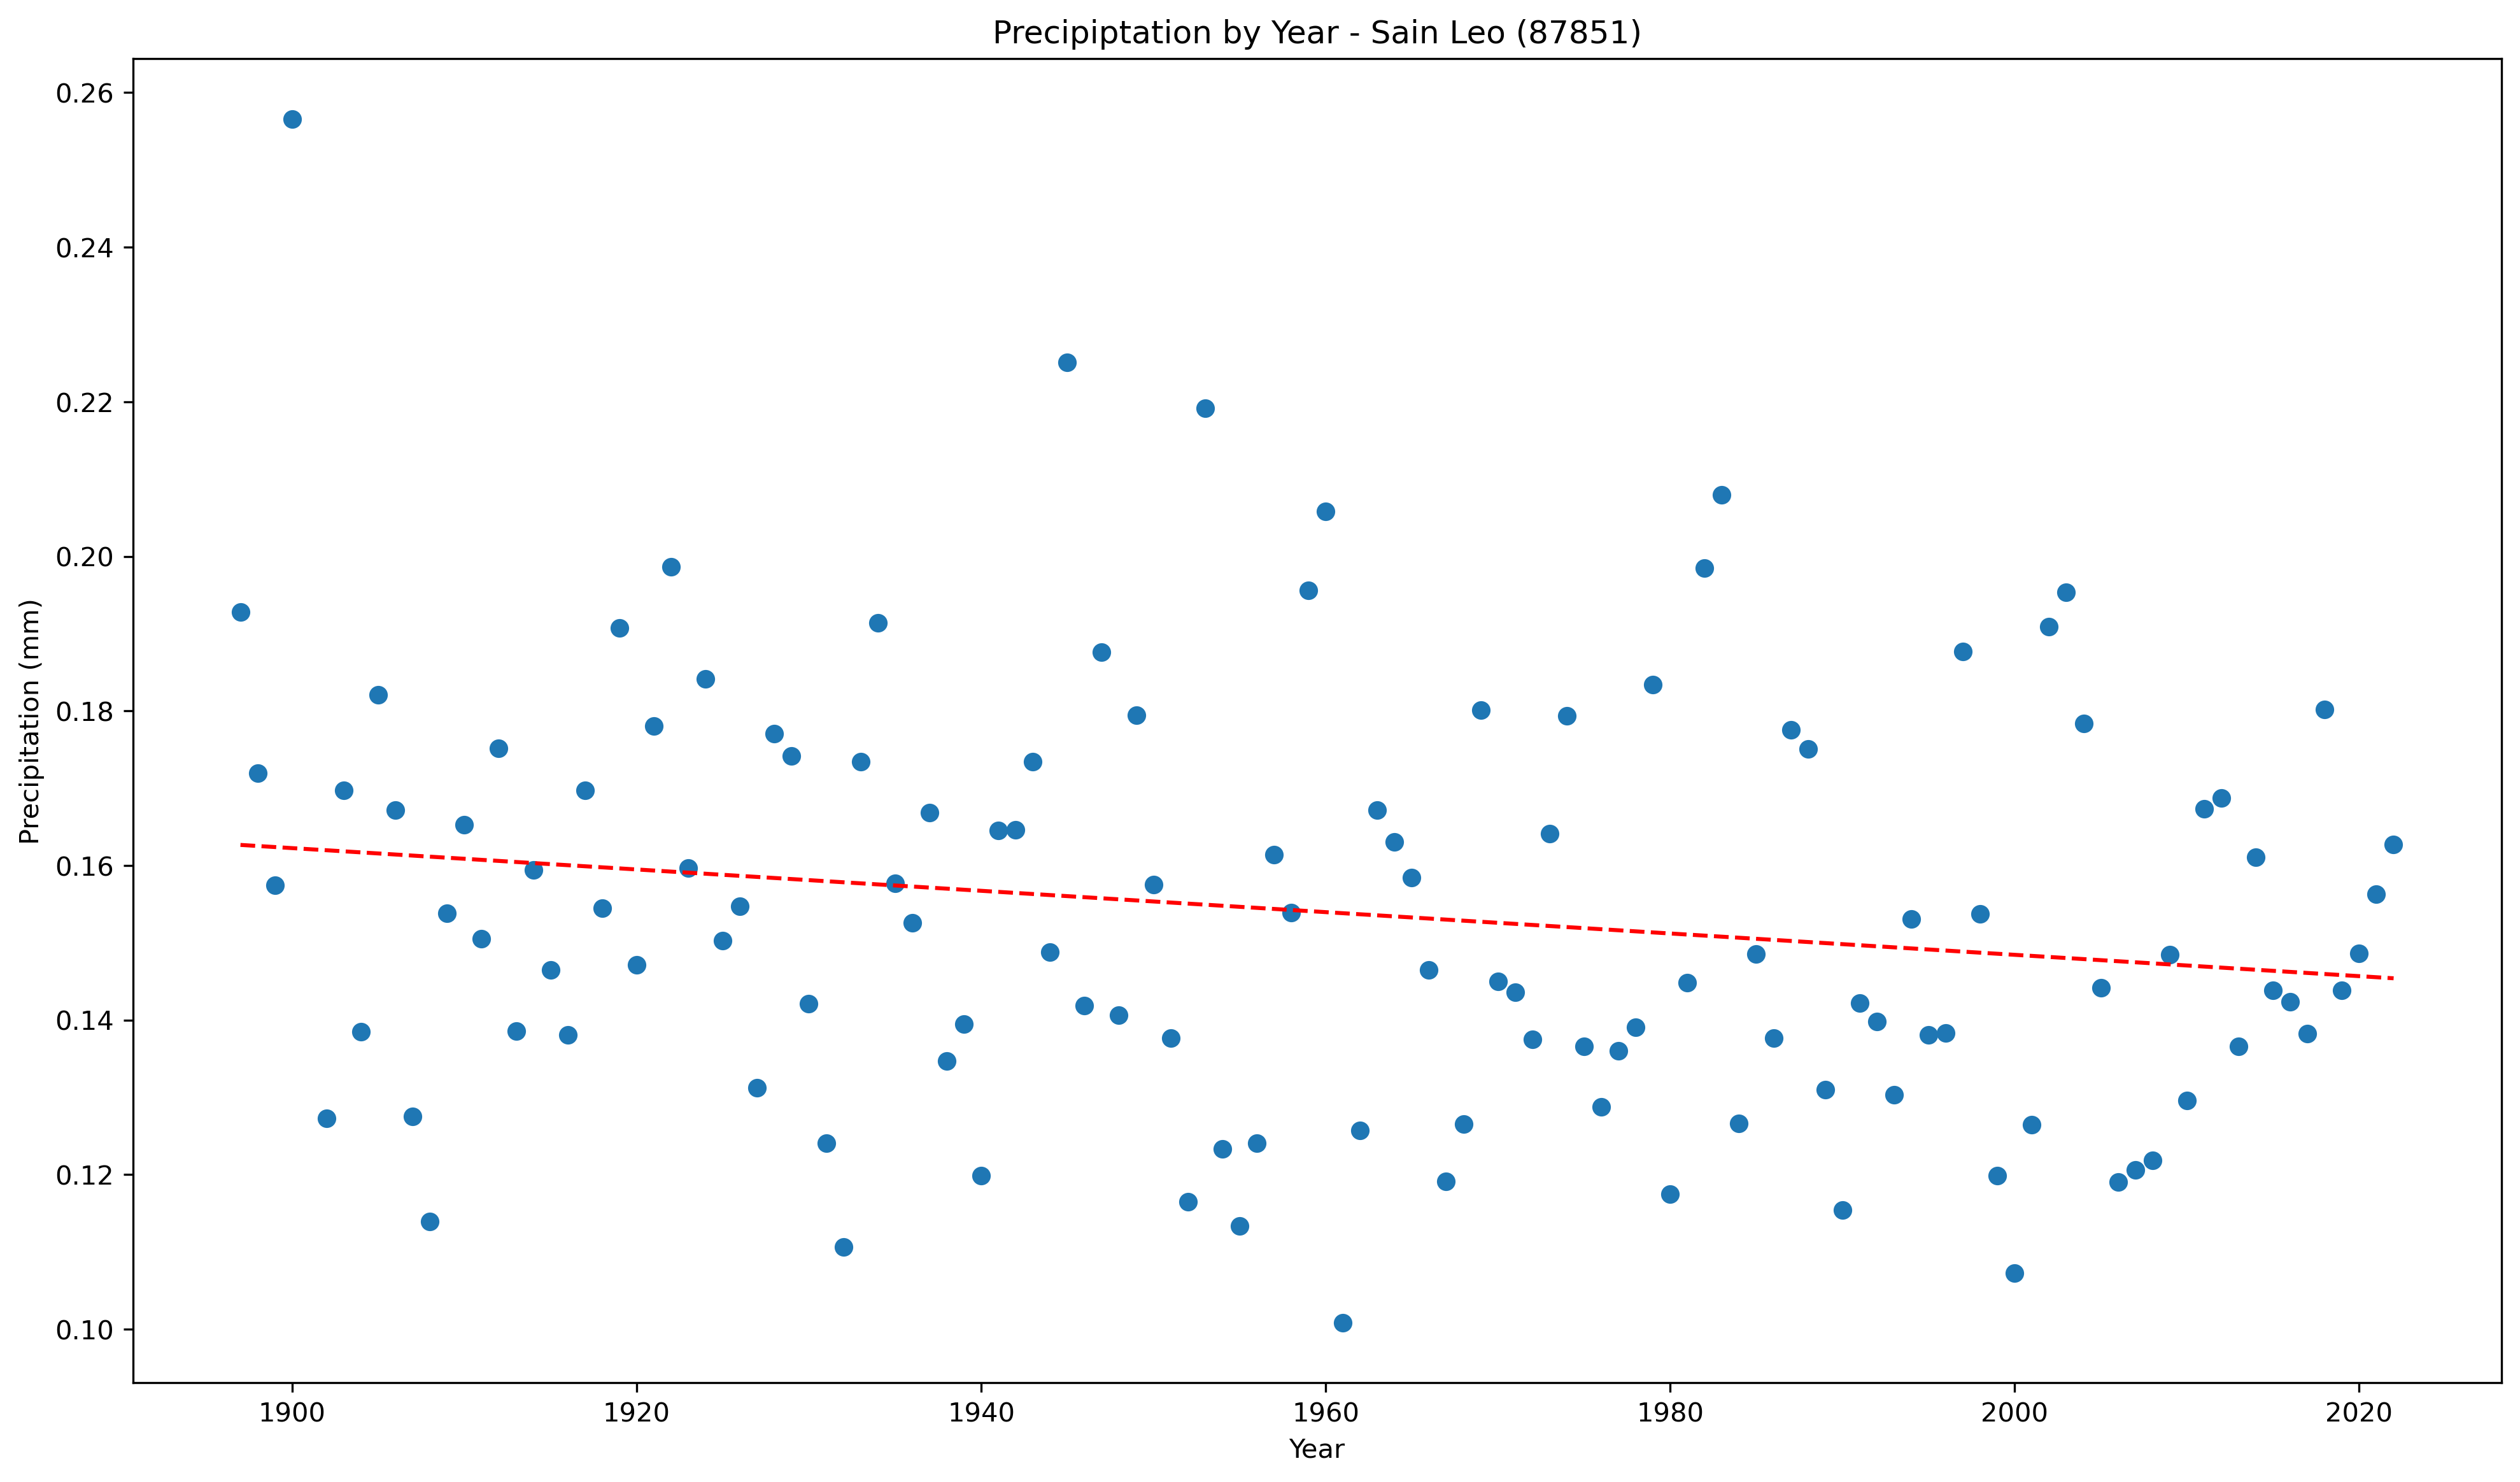 Precipiptation by Year - Sain Leo (87851)
0.26
0.24
0.22
0.20
0.18
0.16
0.14
0.12
0.10
Precipitation (mm)
1900 1920 1940 1960 1980 2000 2020
Year